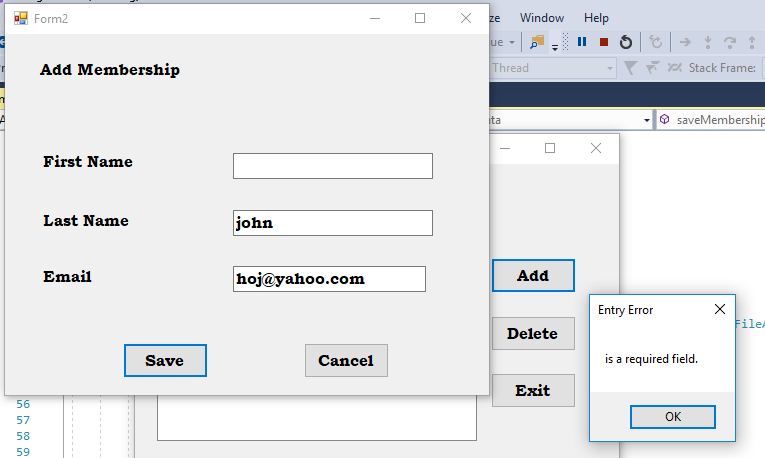 Form2
ze Window Help
ue
Thread Stack Frame:
Add Membership
ata saveMembership
First Name
Last Name john
Email hoj@yahoo.com
Add
Entry Error
FileA
Delete
is a required field.
Save Cancel
Exit
OK
56
57
58
59